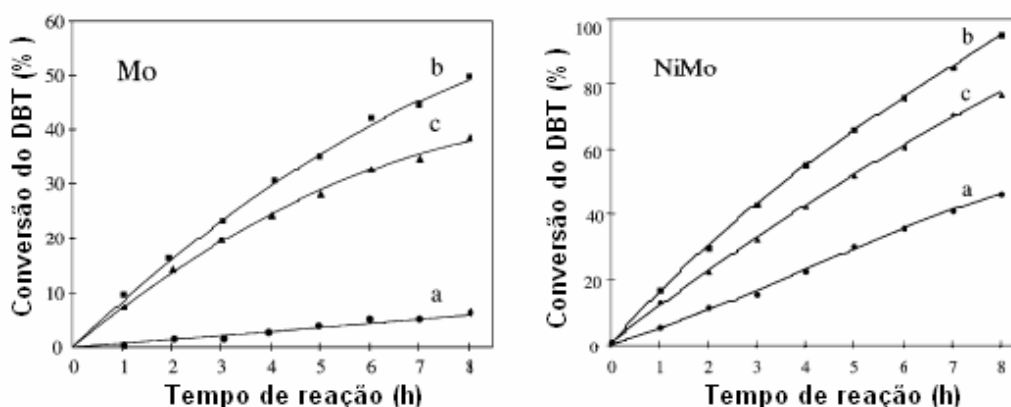 Conversão do DBT (%)
60
50
40
30
20
10
0
Mo
b
c
a
0 1 2 3 4 5 6 7 8
Tempo de reação (h)
Conversão do DBT (%)
100
80
60
40
20
0
NiMo
b
c
a
0 1 2 3 4 5 6 7 8
Tempo de reação (h)